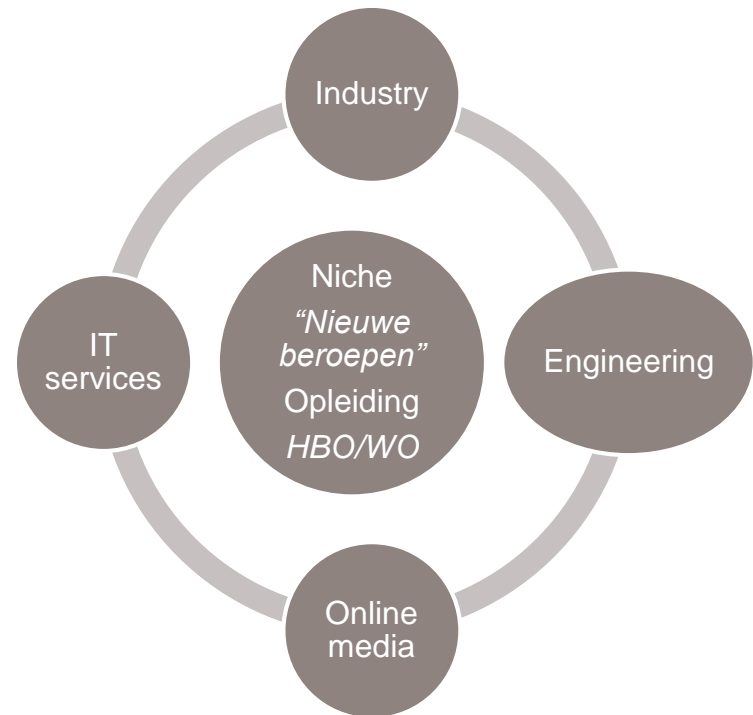 Industry
Niche
“Nieuwe
beroepen”
Opleiding
HBO/WO
IT
services
Engineering
Online
media